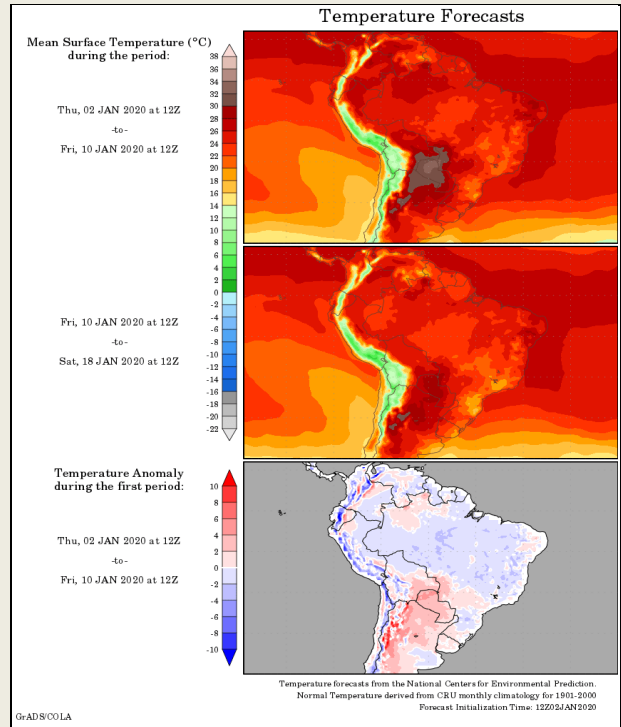 Temperature Forecasts
Mean Surface Temperature (°C)
during the period:
Thu, 02 JAN 2020 at 12Z
-to-
Fri, 10 JAN 2020 at 12Z
38
36
34
32
31
30
28
26
24
22
20
18
16
14
12
10
8
6
4
2
0
-2
-4
-6
-8
-10
-12
-14
-16
-18
-20
-22
Fri, 10 JAN 2020 at 12Z
-to-
Sat, 18 JAN 2020 at 12Z
Temperature Anomaly
during the first period:
Thu, 02 JAN 2020 at 12Z
-to-
Fri, 10 JAN 2020 at 12Z
10
8
6
4
2
0
-2
-4
-6
-8
-10
Temperature forecasts from the National Centers for Environmental Prediction.
Normal Temperature derived from CRU monthly climatology for 1901-2000
Forecast Initialization Time: 12Z02JAN2020
GrADS/COLA